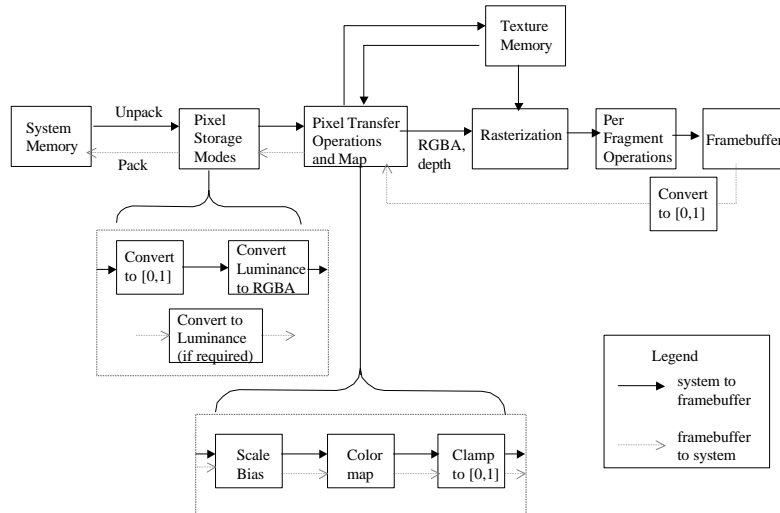 Texture
Memory
Unpack
System
Memory
Pack
Pixel
Storage
Modes
Pixel Transfer
Operations
and Map
RGBA,
depth
Rasterization
Per
Fragment
Operations
Framebuffer
Convert
to [0,1]
Convert
to [0,1]
Convert
Luminance
to RGBA
Convert to
Luminance
(if required)
Scale
Bias
Color
map
Clamp
to [0,1]
Legend
system to
framebuffer
framebuffer
to system